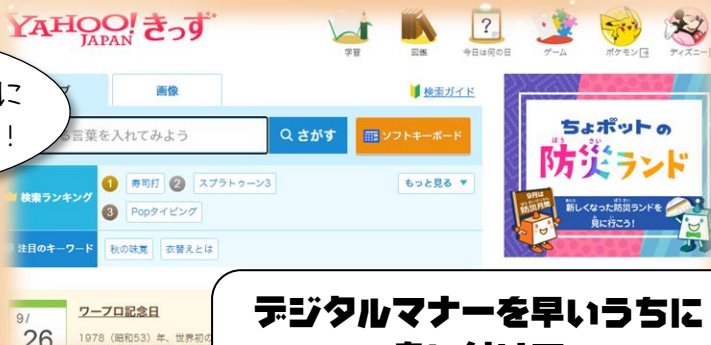 YAHOO! きっず
JAPAN
学習
図鑑
今日は何の日
ゲーム
ポケモン
ディズニー
に
!
画像
検索ガイド
言葉を入れてみよう
さがす
ソフトキーボード
検索ランキング
1 寿司打 2 スプラトゥーン3
もっと見る ▼
3 Popタイピング
注目のキーワード
秋の味覚 衣替えとは
ちょボットの
ぼうさい
防災ランド
9月は
防災月間
新しくなった防災ランドを
見に行こう!
9/
26
ワープロ記念日
1978(昭和53)年、世界初の
デジタルマナーを早いうちに